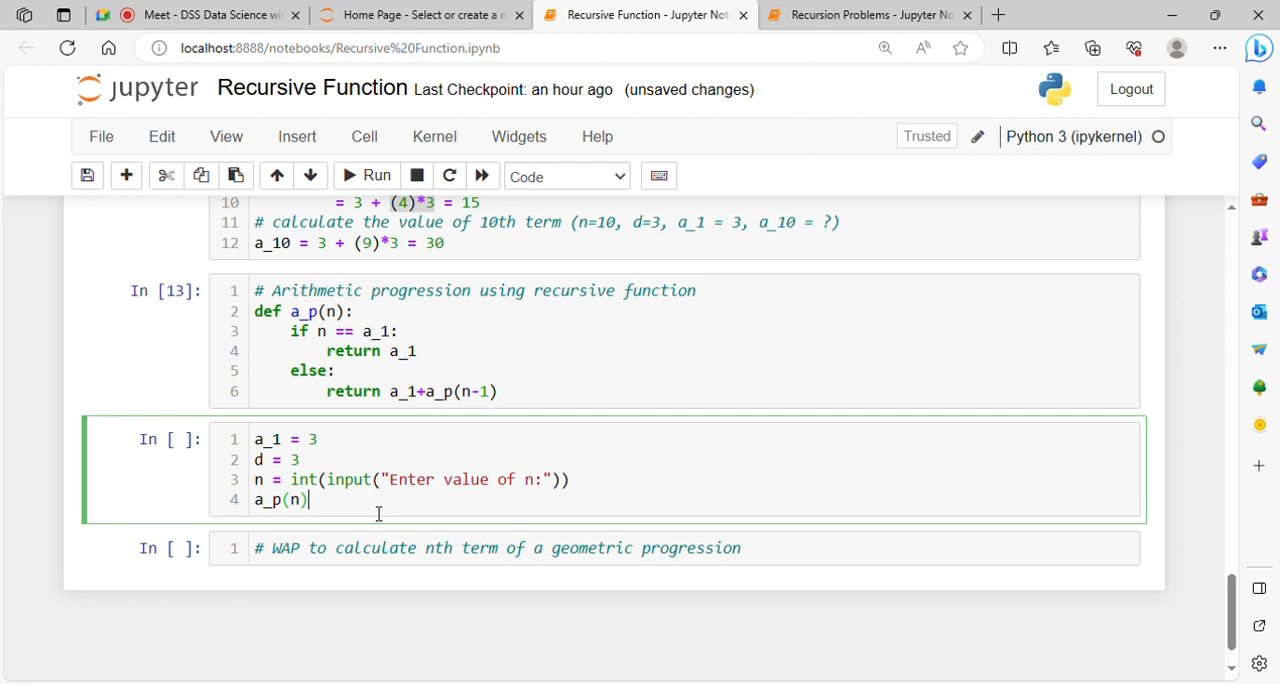 Meet - DSS Data Science wi
Home Page - Select or create a n
Recursive Function - Jupyter Not
Recursion Problems - Jupyter No
localhost:8888/notebooks/Recursive%20Function.ipynb
jupyter Recursive Function Last Checkpoint: an hour ago (unsaved changes)
Logout
File Edit View Insert Cell Kernel Widgets Help
Trusted
Python 3 (ipykernel)
Run
Code
10 = 3 + (4)*3 = 15
11 # calculate the value of 10th term (n=10, d=3, a_1 = 3, a_10 = ?)
12 a_10 = 3 + (9)*3 = 30
In [13]: 1 # Arithmetic progression using recursive function
2 def a_p(n):
3 if n == a_1:
4 return a_1
5 else:
6 return a_1+a_p(n-1)
In [ ]: 1 a_1 = 3
2 d = 3
3 n = int(input("Enter value of n:"))
4 a_p(n)
In [ ]: 1 # WAP to calculate nth term of a geometric progression